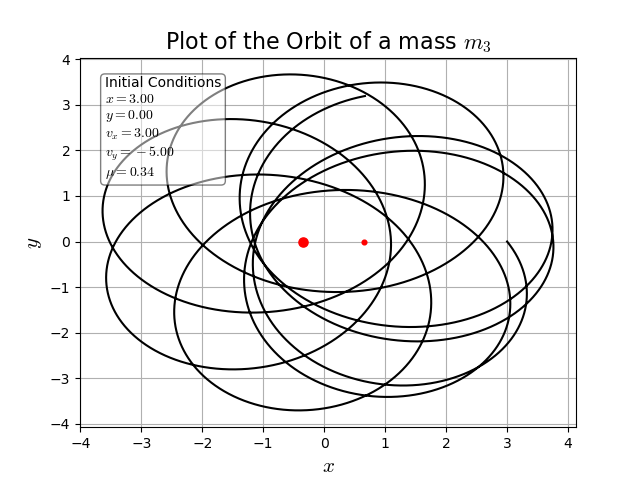 Plot of the Orbit of a mass m₃
Initial Conditions
x = 3.00
y = 0.00
vₓ = 3.00
v_y = −5.00
μ = 0.34
4
3
2
1
0
−1
−2
−3
−4
y
−4 −3 −2 −1 0 1 2 3 4
x